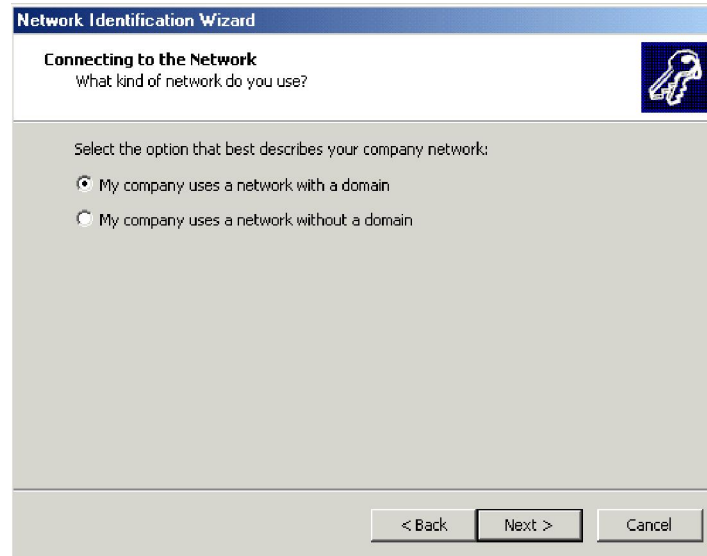 Network Identification Wizard
Connecting to the Network
What kind of network do you use?
Select the option that best describes your company network:
My company uses a network with a domain
My company uses a network without a domain
< Back
Next >
Cancel